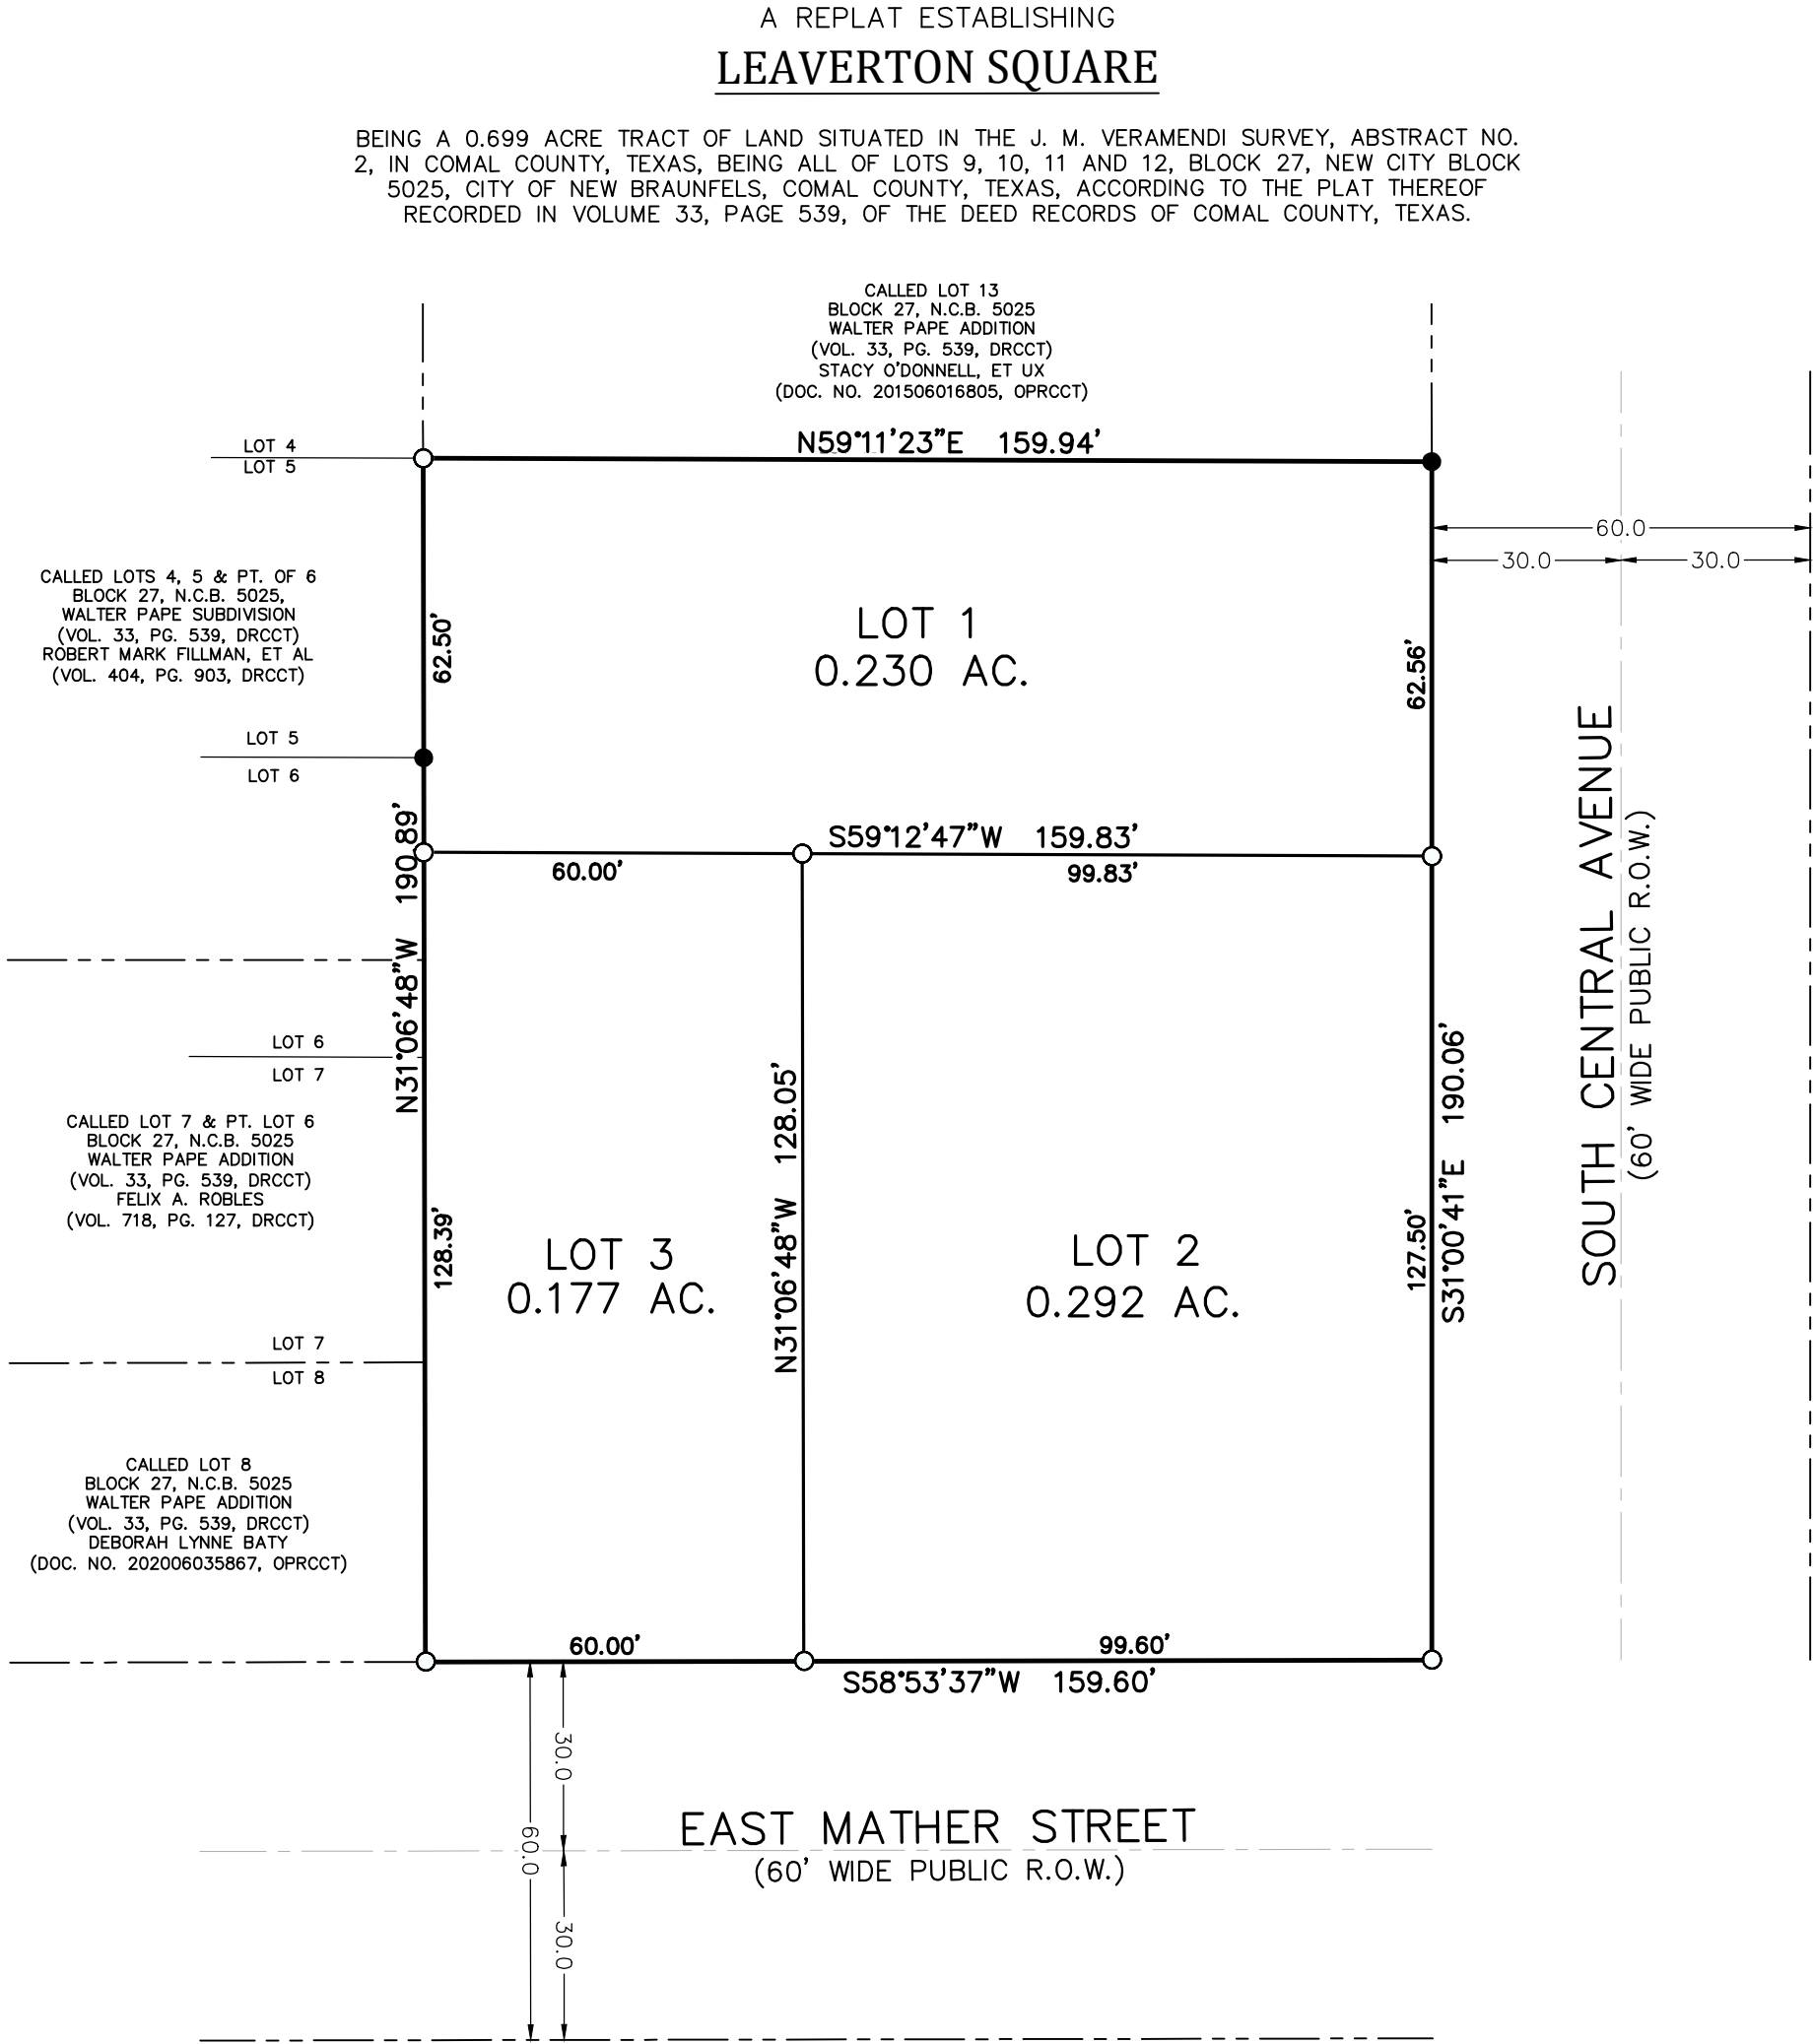 A REPLAT ESTABLISHING
LEAVERTON SQUARE
BEING A 0.699 ACRE TRACT OF LAND SITUATED IN THE J. M. VERAMENDI SURVEY, ABSTRACT NO.
2, IN COMAL COUNTY, TEXAS, BEING ALL OF LOTS 9, 10, 11 AND 12, BLOCK 27, NEW CITY BLOCK
5025, CITY OF NEW BRAUNFELS, COMAL COUNTY, TEXAS, ACCORDING TO THE PLAT THEREOF
RECORDED IN VOLUME 33, PAGE 539, OF THE DEED RECORDS OF COMAL COUNTY, TEXAS.
CALLED LOT 13
BLOCK 27, N.C.B. 5025
WALTER PAPE ADDITION
(VOL. 33, PG. 539, DRCCT)
STACY O'DONNELL, ET UX
(DOC. NO. 201506016805, OPRCCT)
N59°11'23"E 159.94'
LOT 4
LOT 5
60.0
30.0
30.0
CALLED LOTS 4, 5 & PT. OF 6
BLOCK 27, N.C.B. 5025,
WALTER PAPE SUBDIVISION
(VOL. 33, PG. 539, DRCCT)
ROBERT MARK FILLMAN, ET AL
(VOL. 404, PG. 903, DRCCT)
62.50'
LOT 1
0.230 AC.
62.56'
LOT 5
LOT 6
S59°12'47"W 159.83'
60.00'
99.83'
N31°06'48"W 190.89'
SOUTH CENTRAL AVENUE
(60' WIDE PUBLIC R.O.W.)
LOT 6
LOT 7
CALLED LOT 7 & PT. LOT 6
BLOCK 27, N.C.B. 5025
WALTER PAPE ADDITION
(VOL. 33, PG. 539, DRCCT)
FELIX A. ROBLES
(VOL. 718, PG. 127, DRCCT)
128.39'
LOT 3
0.177 AC.
N31°06'48"W 128.05'
LOT 2
0.292 AC.
127.50'
S31°00'41"E 190.06'
LOT 7
LOT 8
CALLED LOT 8
BLOCK 27, N.C.B. 5025
WALTER PAPE ADDITION
(VOL. 33, PG. 539, DRCCT)
DEBORAH LYNNE BATY
(DOC. NO. 202006035867, OPRCCT)
60.00'
99.60'
S58°53'37"W 159.60'
30.0
60.0
30.0
EAST MATHER STREET
(60' WIDE PUBLIC R.O.W.)